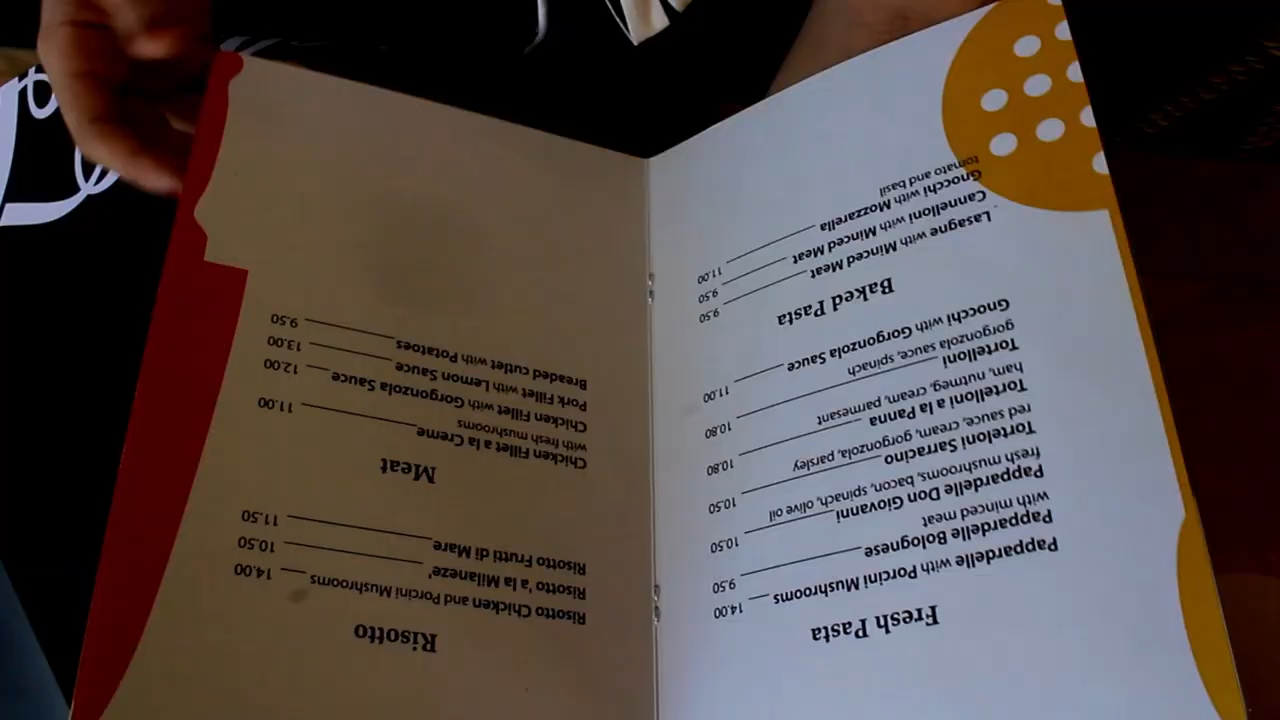 Fresh Pasta
Pappardelle with Porcini Mushrooms 14.00
Pappardelle Bolognese 9.50
with minced meat
Pappardelle Don Giovanni 10.50
fresh mushrooms, bacon, spinach, olive oil
Torteloni Sarracino 10.50
red sauce, cream, gorgonzola, parsley
Tortelloni a la Panna 10.80
ham, nutmeg, cream, parmesant
Tortelloni 10.80
gorgonzola sauce, spinach
Gnocchi with Gorgonzola Sauce 11.00
Baked Pasta
Lasagne with Minced Meat 9.50
Cannelloni with Minced Meat 9.50
Gnocchi with Mozzarella 11.00
tomato and basil
Risotto
Risotto Chicken and Porcini Mushrooms 14.00
Risotto 'a la Milaneze' 10.50
Risotto Frutti di Mare 11.50
Meat
Chicken Fillet a la Creme 11.00
with fresh mushrooms
Chicken Fillet with Gorgonzola Sauce 12.00
Pork Fillet with Lemon Sauce 13.00
Breaded cutlet with Potatoes 9.50